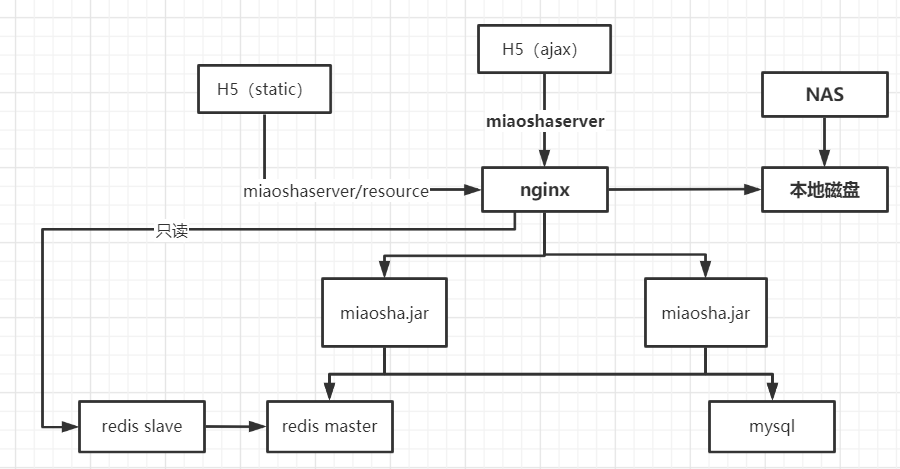 H5（ajax）
H5（static）
NAS
miaoshaserver
miaoshaserver/resource
nginx
本地磁盘
只读
miaosha.jar
miaosha.jar
redis slave
redis master
mysql